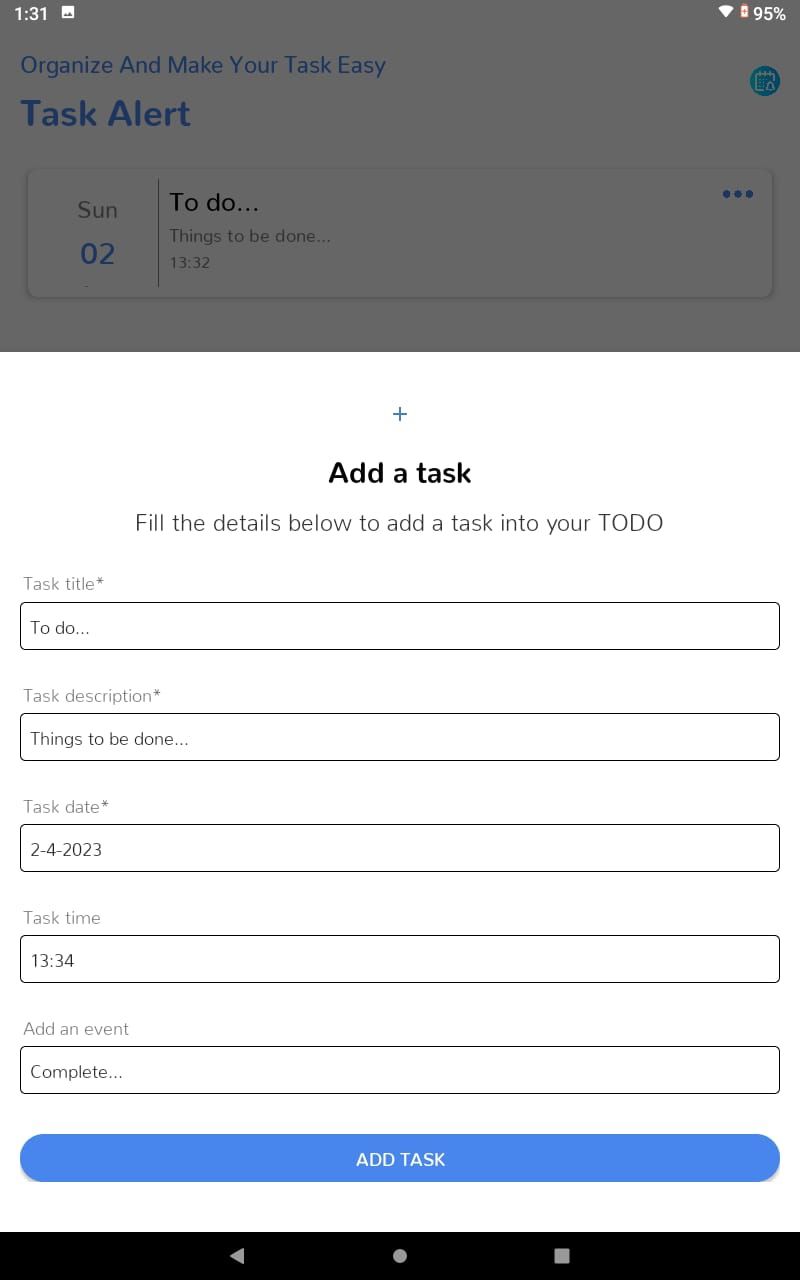 1:31
95%
Organize And Make Your Task Easy
Task Alert
Sun
02
To do...
Things to be done...
13:32
Add a task
Fill the details below to add a task into your TODO
Task title*
To do...
Task description*
Things to be done...
Task date*
2-4-2023
Task time
13:34
Add an event
Complete...
ADD TASK